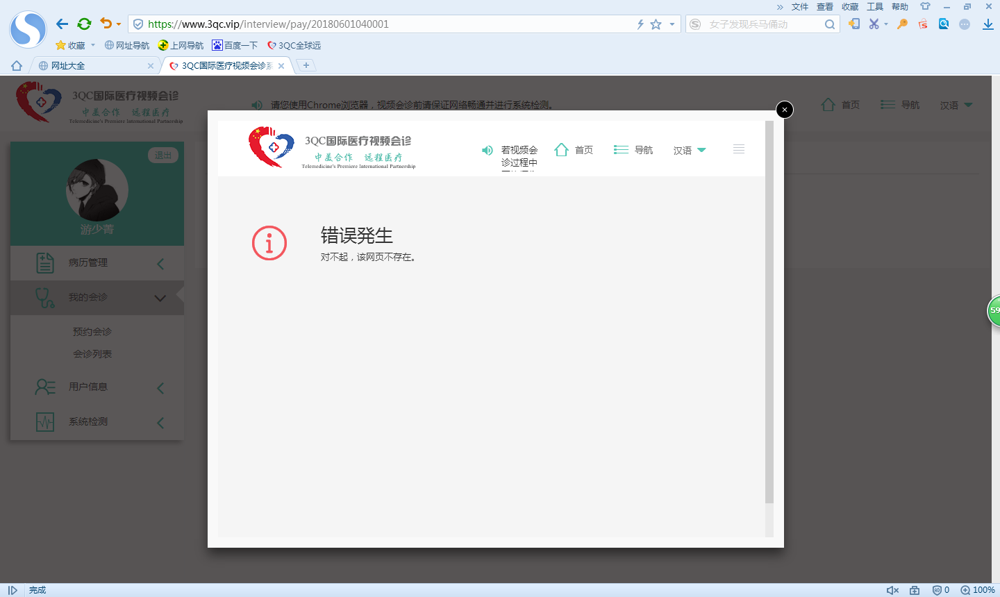 文件 查看 收藏 工具 帮助
https://www.3qc.vip/interview/pay/20180601040001
女子发现兵马俑动
收藏 网址导航 上网导航 百度一下 3QC全球远
网址大全
3QC国际医疗视频会诊系
3QC国际医疗视频会诊
中美合作 远程医疗
Telemedicine's Premiere International Partnership
请您使用Chrome浏览器，视频会诊前请保证网络畅通并进行系统检测。
首页 导航 汉语
退出
游少菁
病历管理
我的会诊
预约会诊
会诊列表
用户信息
系统检测
3QC国际医疗视频会诊
中美合作 远程医疗
Telemedicine's Premiere International Partnership
若视频会
诊过程中
首页 导航 汉语
错误発生
对不起，该网页不存在。
59
完成
0
100%